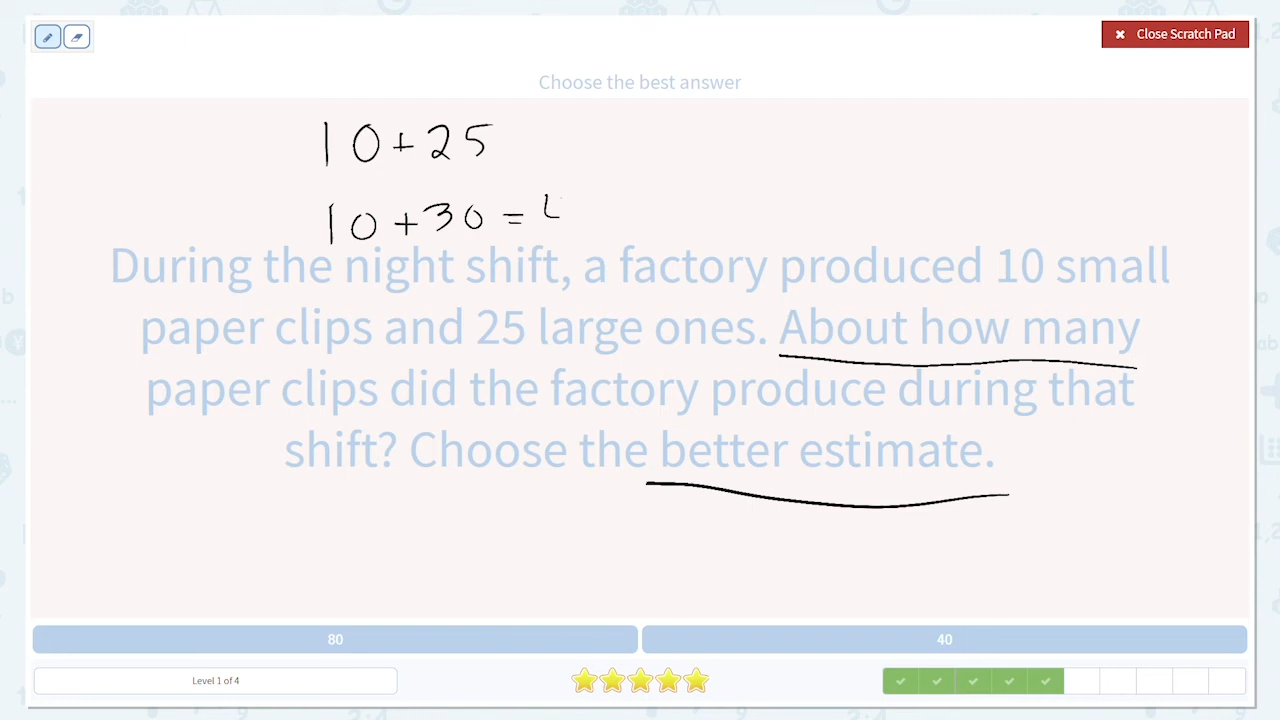 Close Scratch Pad
Choose the best answer
10+25
10+30=
During the night shift, a factory produced 10 small
paper clips and 25 large ones. About how many
paper clips did the factory produce during that
shift? Choose the better estimate.
80
40
Level 1 of 4